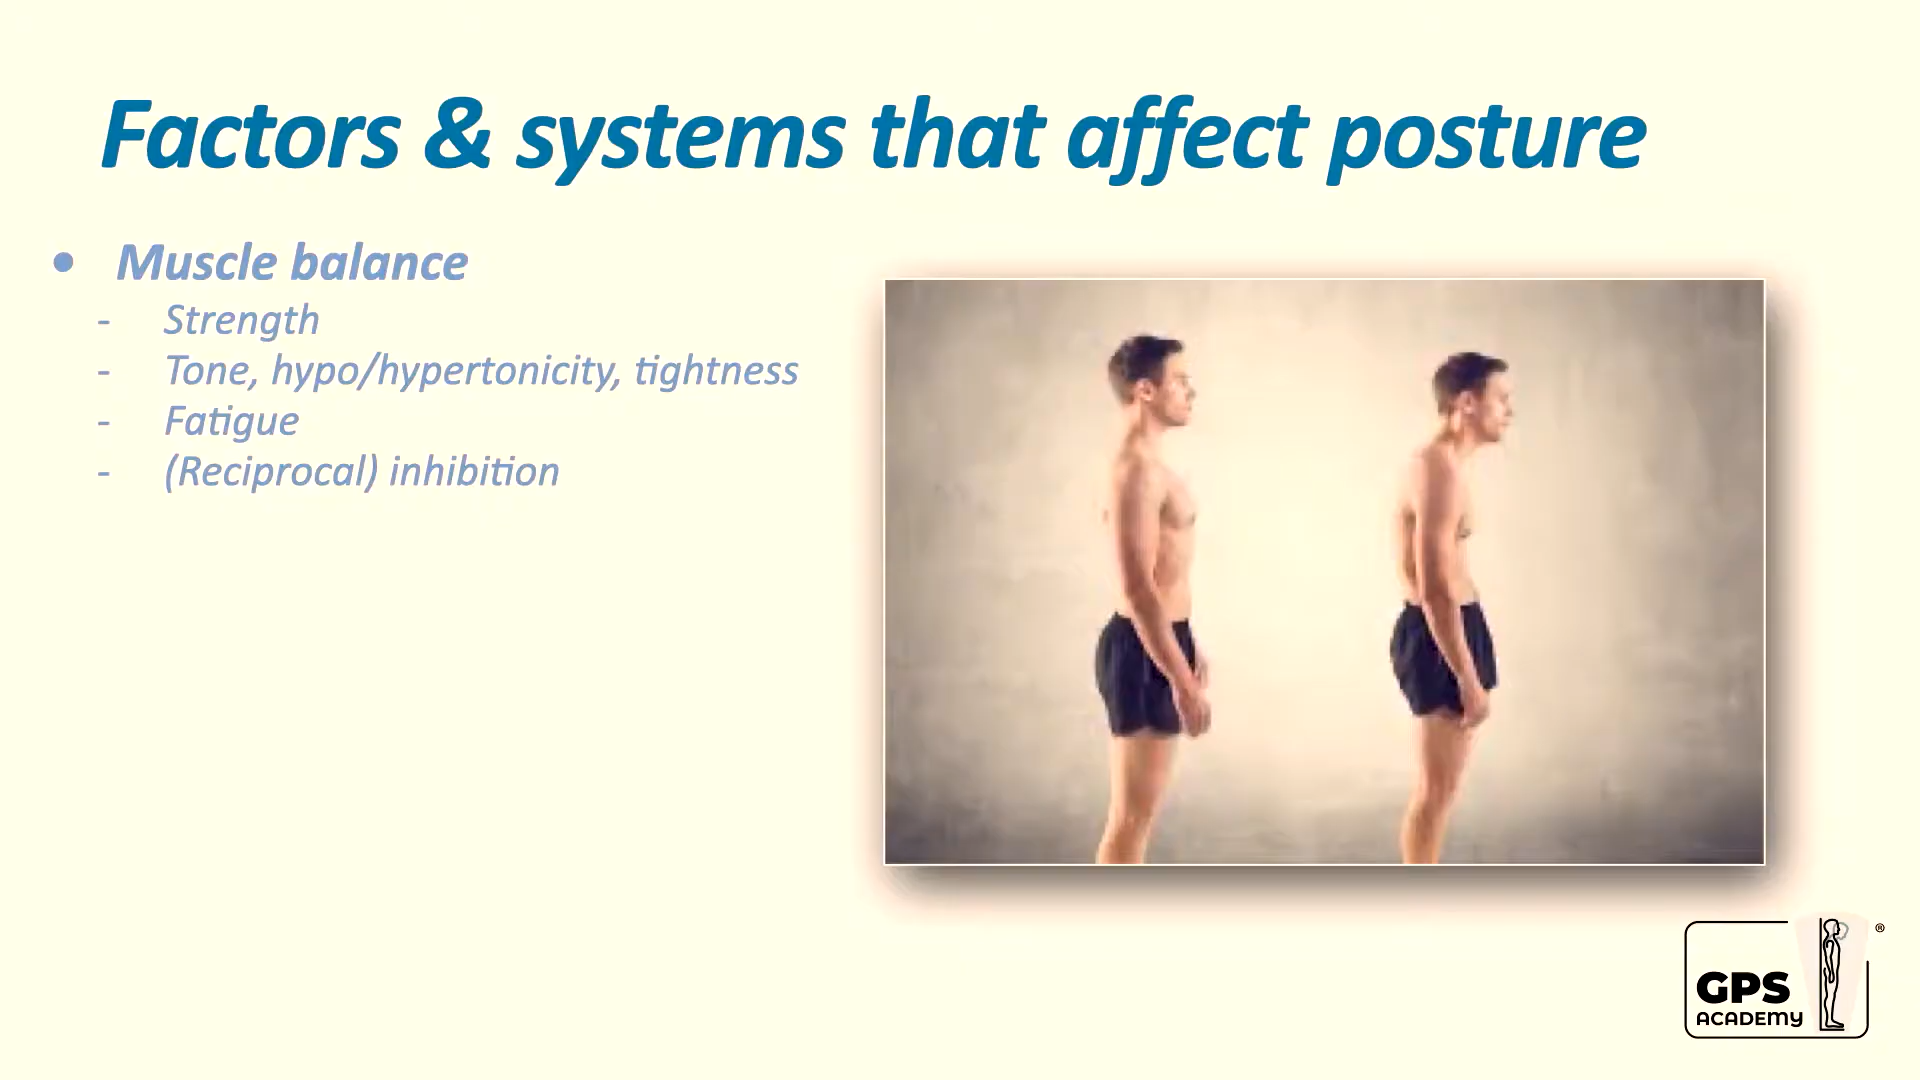 Factors & systems that affect posture
• Muscle balance
- Strength
- Tone, hypo/hypertonicity, tightness
- Fatigue
- (Reciprocal) inhibition
®
GPS
ACADEMY